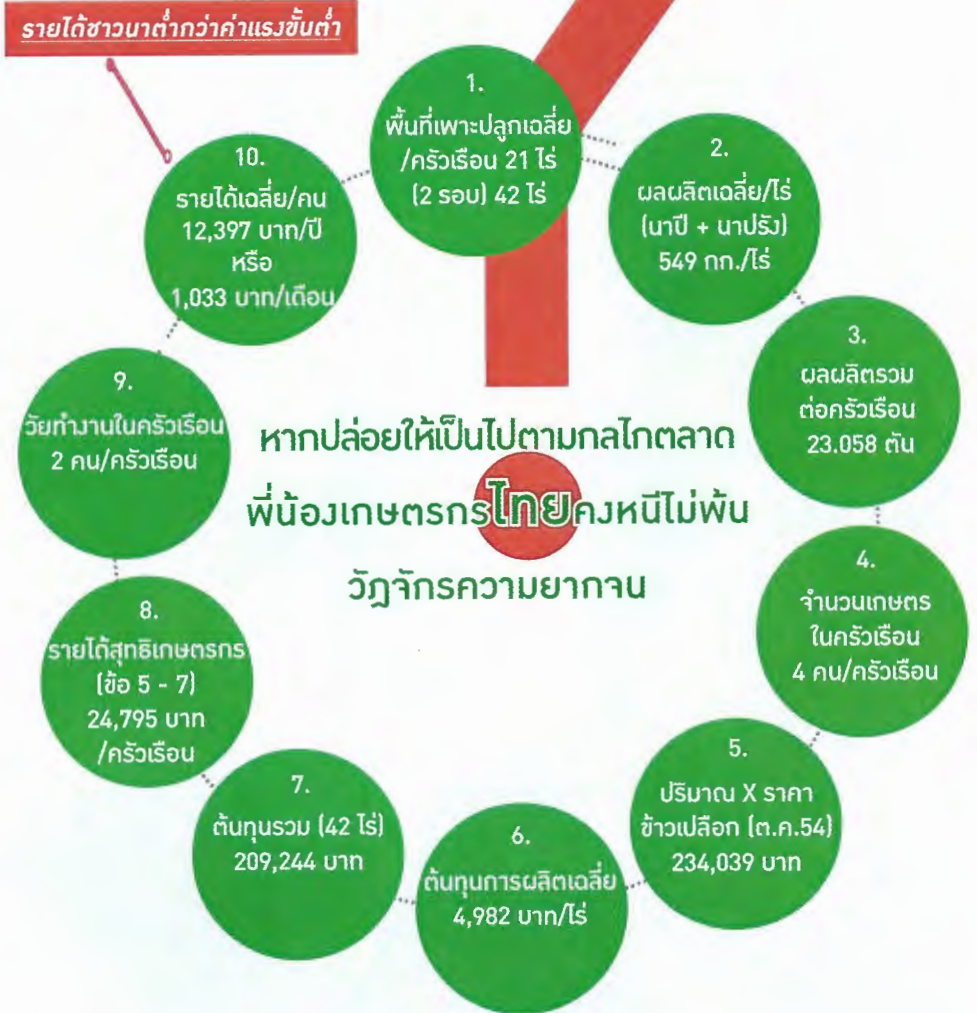 รายได้ชาวนาต่ำกว่าค่าแรงขั้นต่ำ
1.
พื้นที่เพาะปลูกเฉลี่ย
/ครัวเรือน 21 ไร่
(2 รอบ) 42 ไร่
2.
ผลผลิตเฉลี่ย/ไร่
(นาปี + นาปรัง)
549 กก./ไร่
3.
ผลผลิตรวม
ต่อครัวเรือน
23.058 ตัน
4.
จำนวนเกษตร
ในครัวเรือน
4 คน/ครัวเรือน
5.
ปริมาณ X ราคา
ข้าวเปลือก (ต.ค.54)
234,039 บาท
6.
ต้นทุนการผลิตเฉลี่ย
4,982 บาท/ไร่
7.
ต้นทุนรวม (42 ไร่)
209,244 บาท
8.
รายได้สุทธิเกษตรกร
(ข้อ 5 - 7)
24,795 บาท
/ครัวเรือน
9.
วัยทำงานในครัวเรือน
2 คน/ครัวเรือน
10.
รายได้เฉลี่ย/คน
12,397 บาท/ปี
หรือ
1,033 บาท/เดือน
หากปล่อยให้เป็นไปตามกลไกตลาด
พี่น้องเกษตรกรไทยคงหนีไม่พ้น
วัฏจักรความยากจน